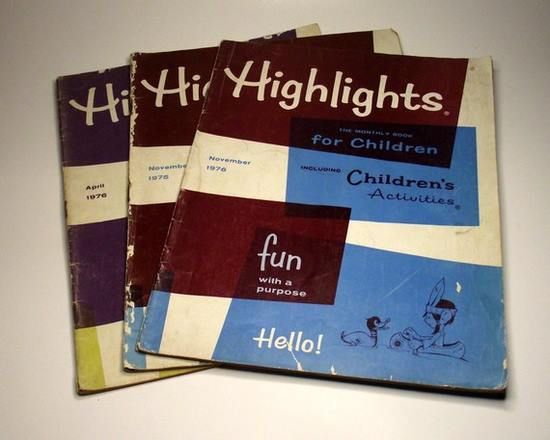 Hi
April
1976
Hig
November
1975
Highlights®
THE MONTHLY BOOK
for Children
INCLUDING Children's
Activities®
November
1976
fun
with a
purpose
Hello!